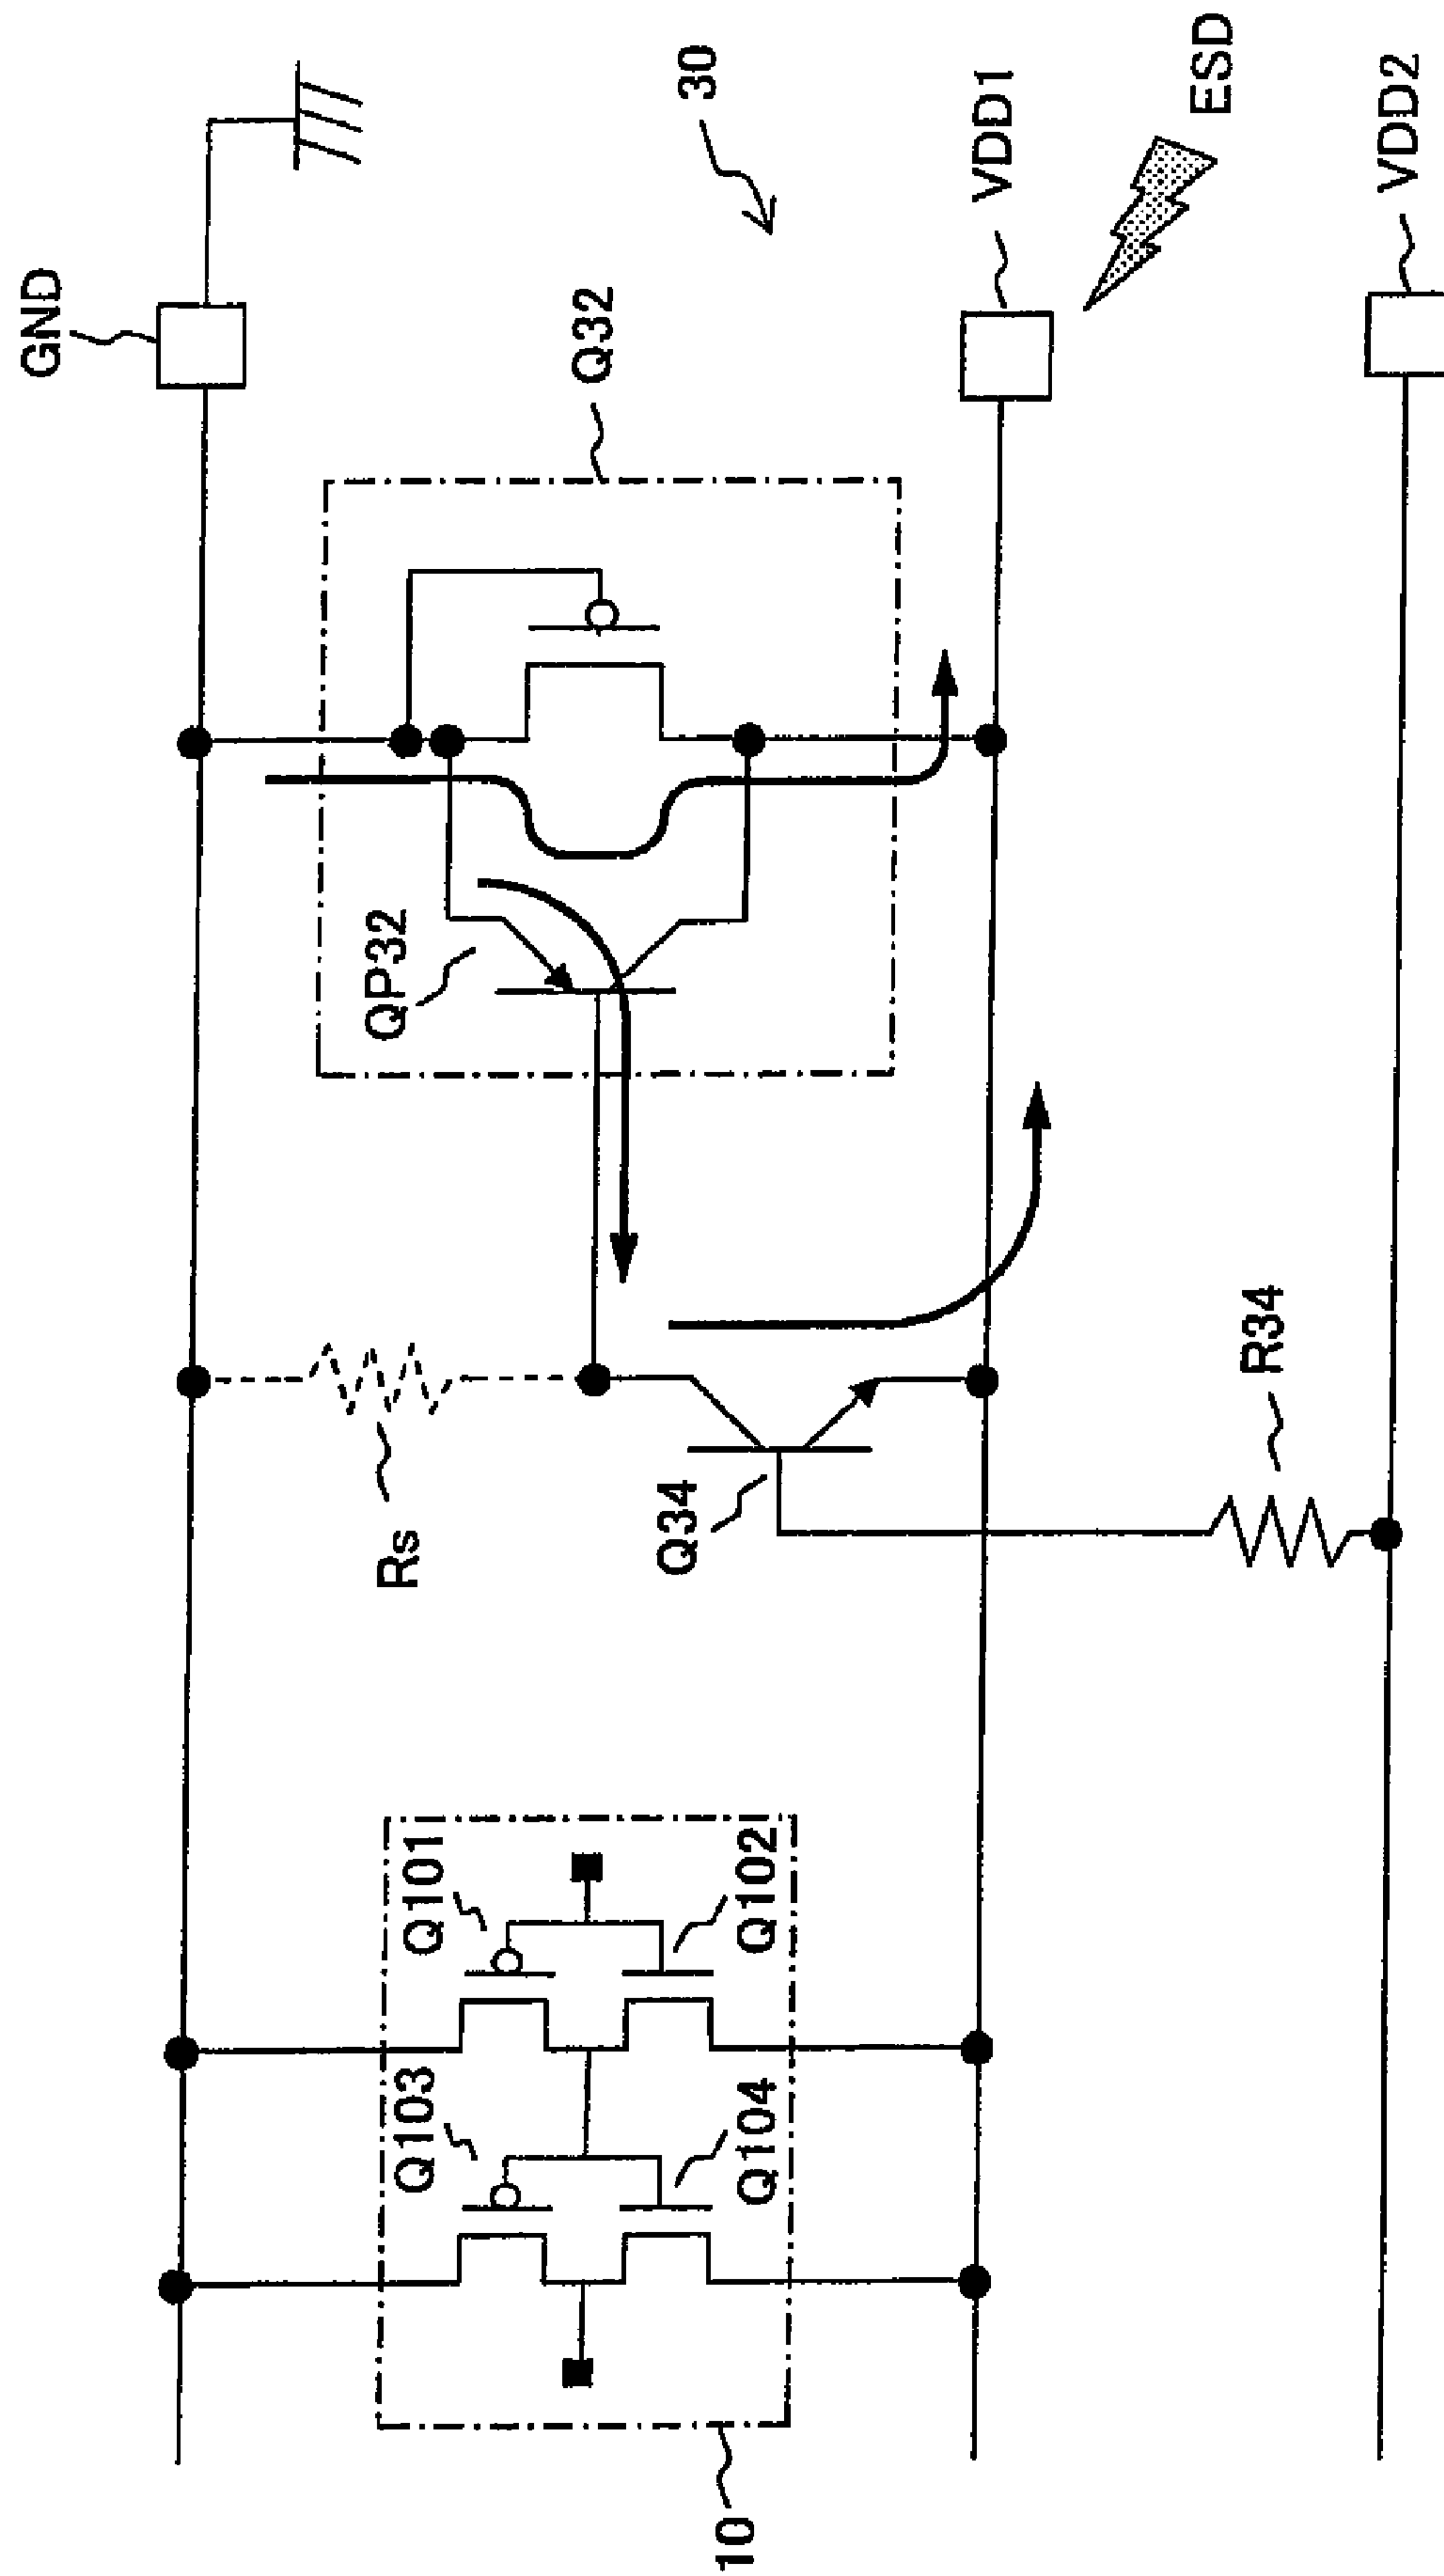 GND
30
VDD1
ESD
VDD2
Q32
QP32
Rs
Q34
R34
Q101
Q102
Q103
Q104
10